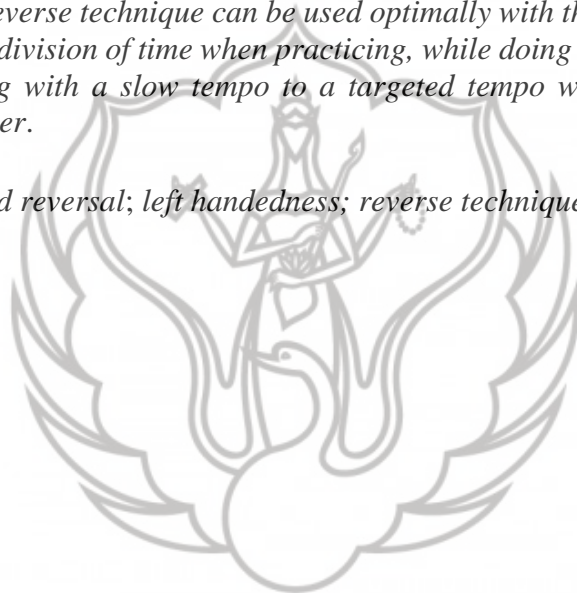 everse technique can be used optimally with th
division of time when practicing, while doing
g with a slow tempo to a targeted tempo w
er.
d reversal; left handedness; reverse technique